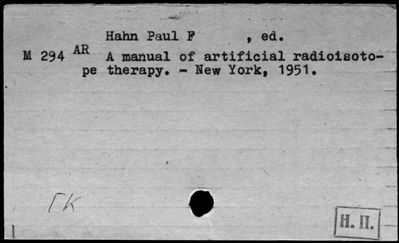 Hahn Paul F , ed.
M 294 AR A manual of artificial radioisoto-
pe therapy. - New York, 1951.
ГК
Н. П.